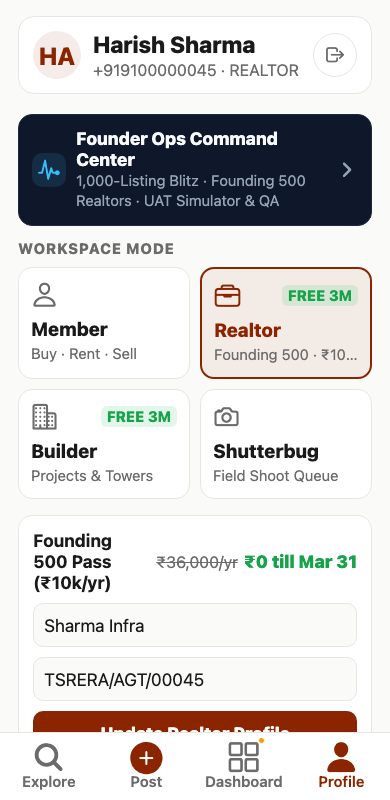 HA
Harish Sharma
+919100000045 · REALTOR
Founder Ops Command
Center
1,000-Listing Blitz · Founding 500
Realtors · UAT Simulator & QA
WORKSPACE MODE
Member
Buy · Rent · Sell
FREE 3M
Realtor
Founding 500 · ₹10...
FREE 3M
Builder
Projects & Towers
Shutterbug
Field Shoot Queue
Founding
500 Pass
(₹10k/yr)
₹36,000/yr ₹0 till Mar 31
Sharma Infra
TSRERA/AGT/00045
Update Realtor Profile
Explore
Post
Dashboard
Profile